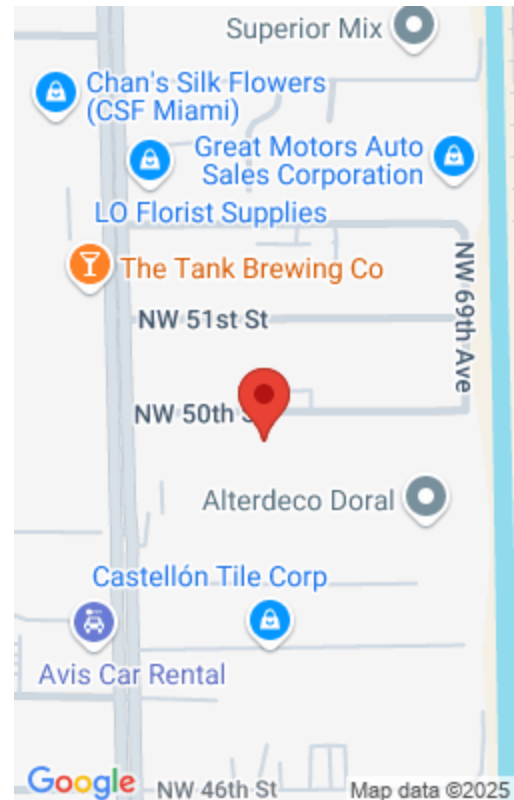 Superior Mix
Chan's Silk Flowers
(CSF Miami)
Great Motors Auto
Sales Corporation
LO Florist Supplies
The Tank Brewing Co
NW 69th Ave
NW 51st St
NW 50th S
Alterdeco Doral
Castellón Tile Corp
Avis Car Rental
Google
NW 46th St
Map data ©2025